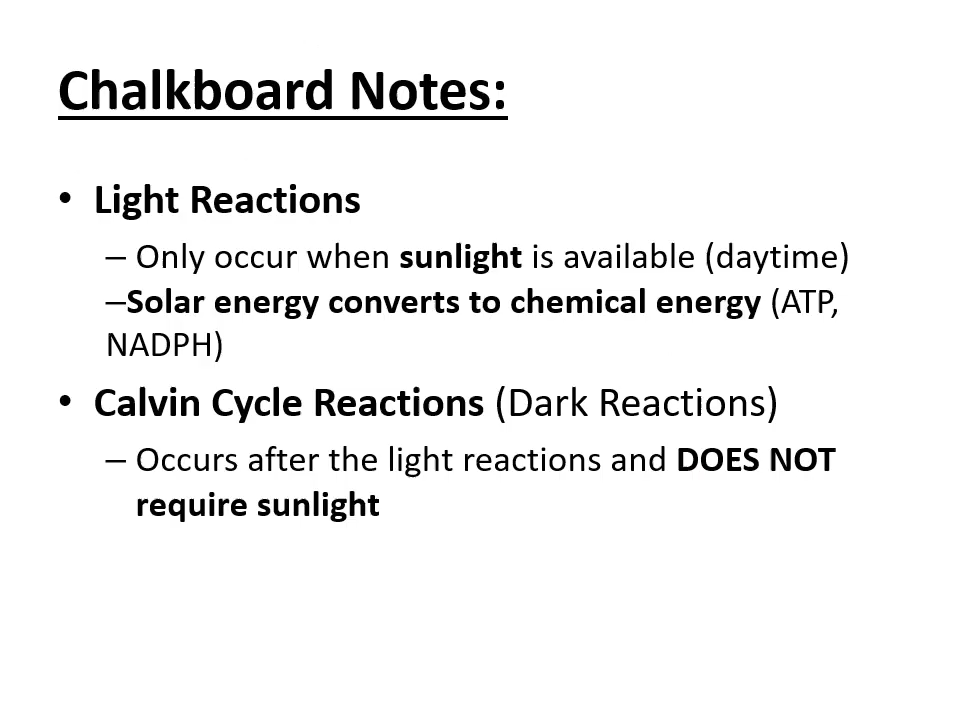 Chalkboard Notes:
• Light Reactions
– Only occur when sunlight is available (daytime)
–Solar energy converts to chemical energy (ATP,
NADPH)
• Calvin Cycle Reactions (Dark Reactions)
– Occurs after the light reactions and DOES NOT
require sunlight